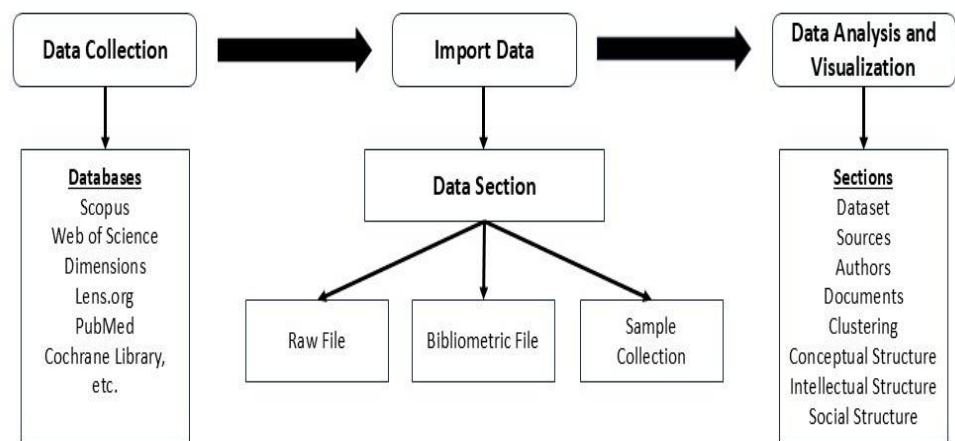 Data Collection
Import Data
Data Analysis and
Visualization
Databases
Scopus
Web of Science
Dimensions
Lens.org
PubMed
Cochrane Library,
etc.
Data Section
Raw File
Bibliometric File
Sample
Collection
Sections
Dataset
Sources
Authors
Documents
Clustering
Conceptual Structure
Intellectual Structure
Social Structure